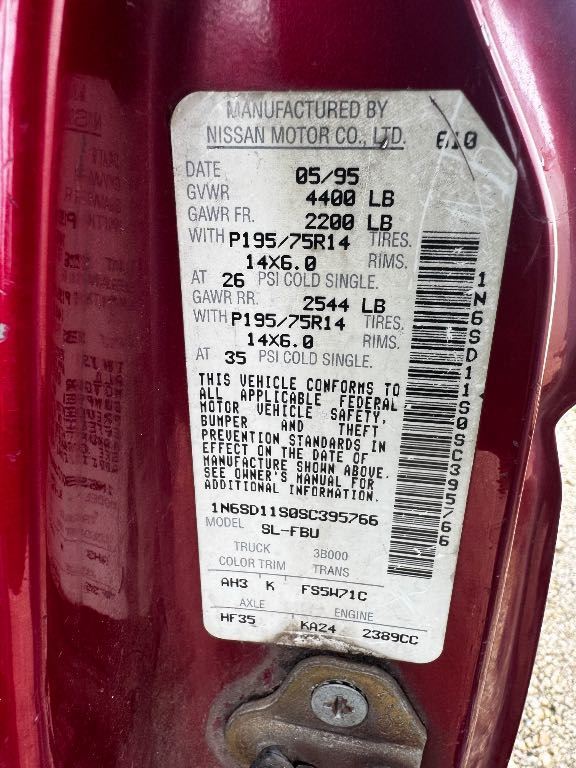 MANUFACTURED BY
NISSAN MOTOR CO., LTD. 610
DATE 05/95
GVWR 4400 LB
GAWR FR. 2200 LB
WITH P195/75R14 TIRES.
14X6.0 RIMS.
AT 26 PSI COLD SINGLE.
GAWR RR. 2544 LB
WITH P195/75R14 TIRES,
14X6.0 RIMS.
AT 35 PSI COLD SINGLE.
THIS VEHICLE CONFORMS TO
ALL APPLICABLE FEDERAL
MOTOR VEHICLE SAFETY,
BUMPER AND THEFT
PREVENTION STANDARDS IN
EFFECT ON THE DATE OF
MANUFACTURE SHOWN ABOVE.
SEE OWNER'S MANUAL FOR
ADDITIONAL INFORMATION.
1N6SD11S0SC395766
SL-FBU
TRUCK 3B000
COLOR TRIM TRANS
AH3 K FS5W71C
AXLE ENGINE
HF35 KA24 2389CC
1N6SD11S0SC395766